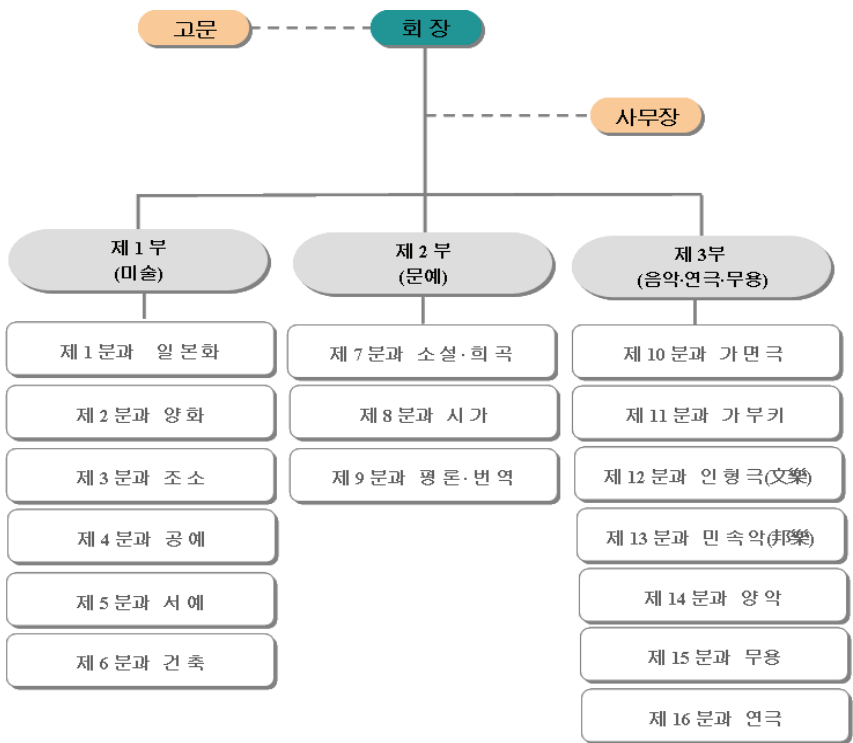 고문
회 장
사무장
제 1 부
(미술)
제 1 분과 일 본 화
제 2 분과 양 화
제 3 분과 조 소
제 4 분과 공 예
제 5 분과 서 예
제 6 분과 건 축
제 2 부
(문예)
제 7 분과 소 설 · 희 곡
제 8 분과 시 가
제 9 분과 평 론 · 번 역
제 3부
(음악·연극·무용)
제 10 분과 가 면 극
제 11 분과 가 부 키
제 12 분과 인 형 극(文樂)
제 13 분과 민 속 악(邦樂)
제 14 분과 양 악
제 15 분과 무용
제 16 분과 연극